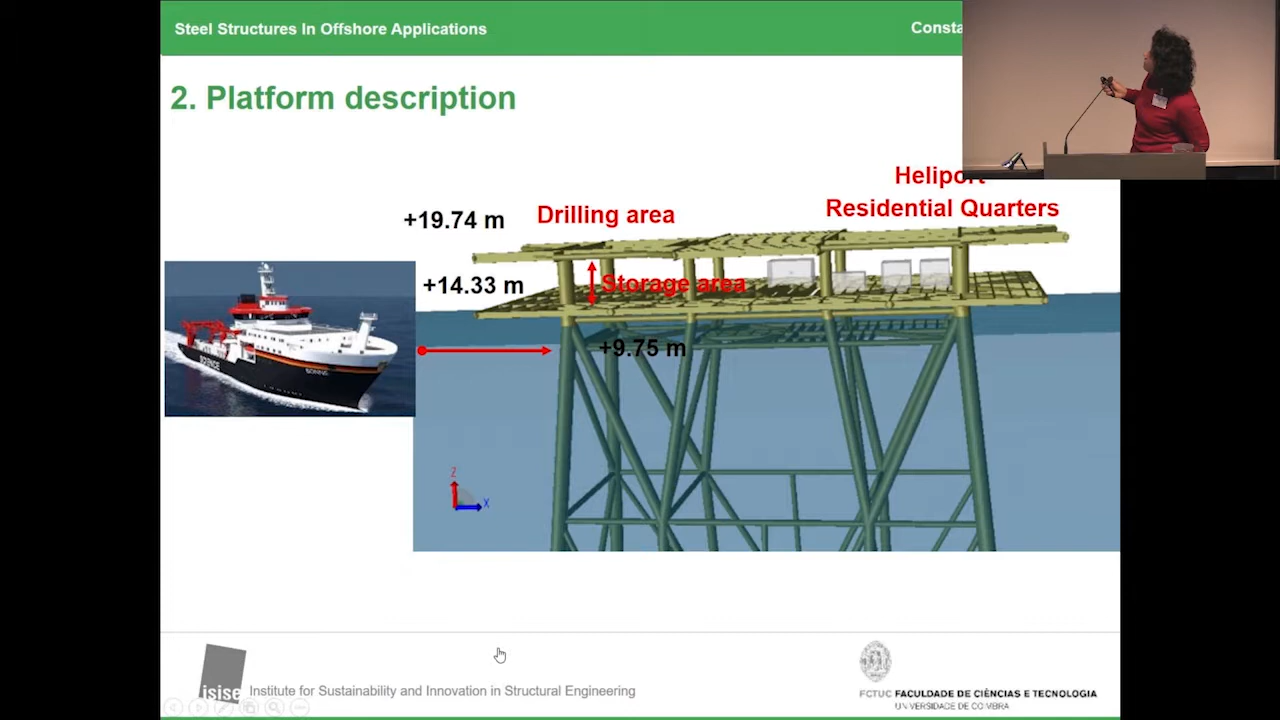 Steel Structures In Offshore Applications
Consta
2. Platform description
Heliport
Residential Quarters
+19.74 m
Drilling area
+14.33 m
Storage area
+9.75 m
Z
X
isise
Institute for Sustainability and Innovation in Structural Engineering
FCTUC FACULDADE DE CIÊNCIAS E TECNOLOGIA
UNIVERSIDADE DE COIMBRA